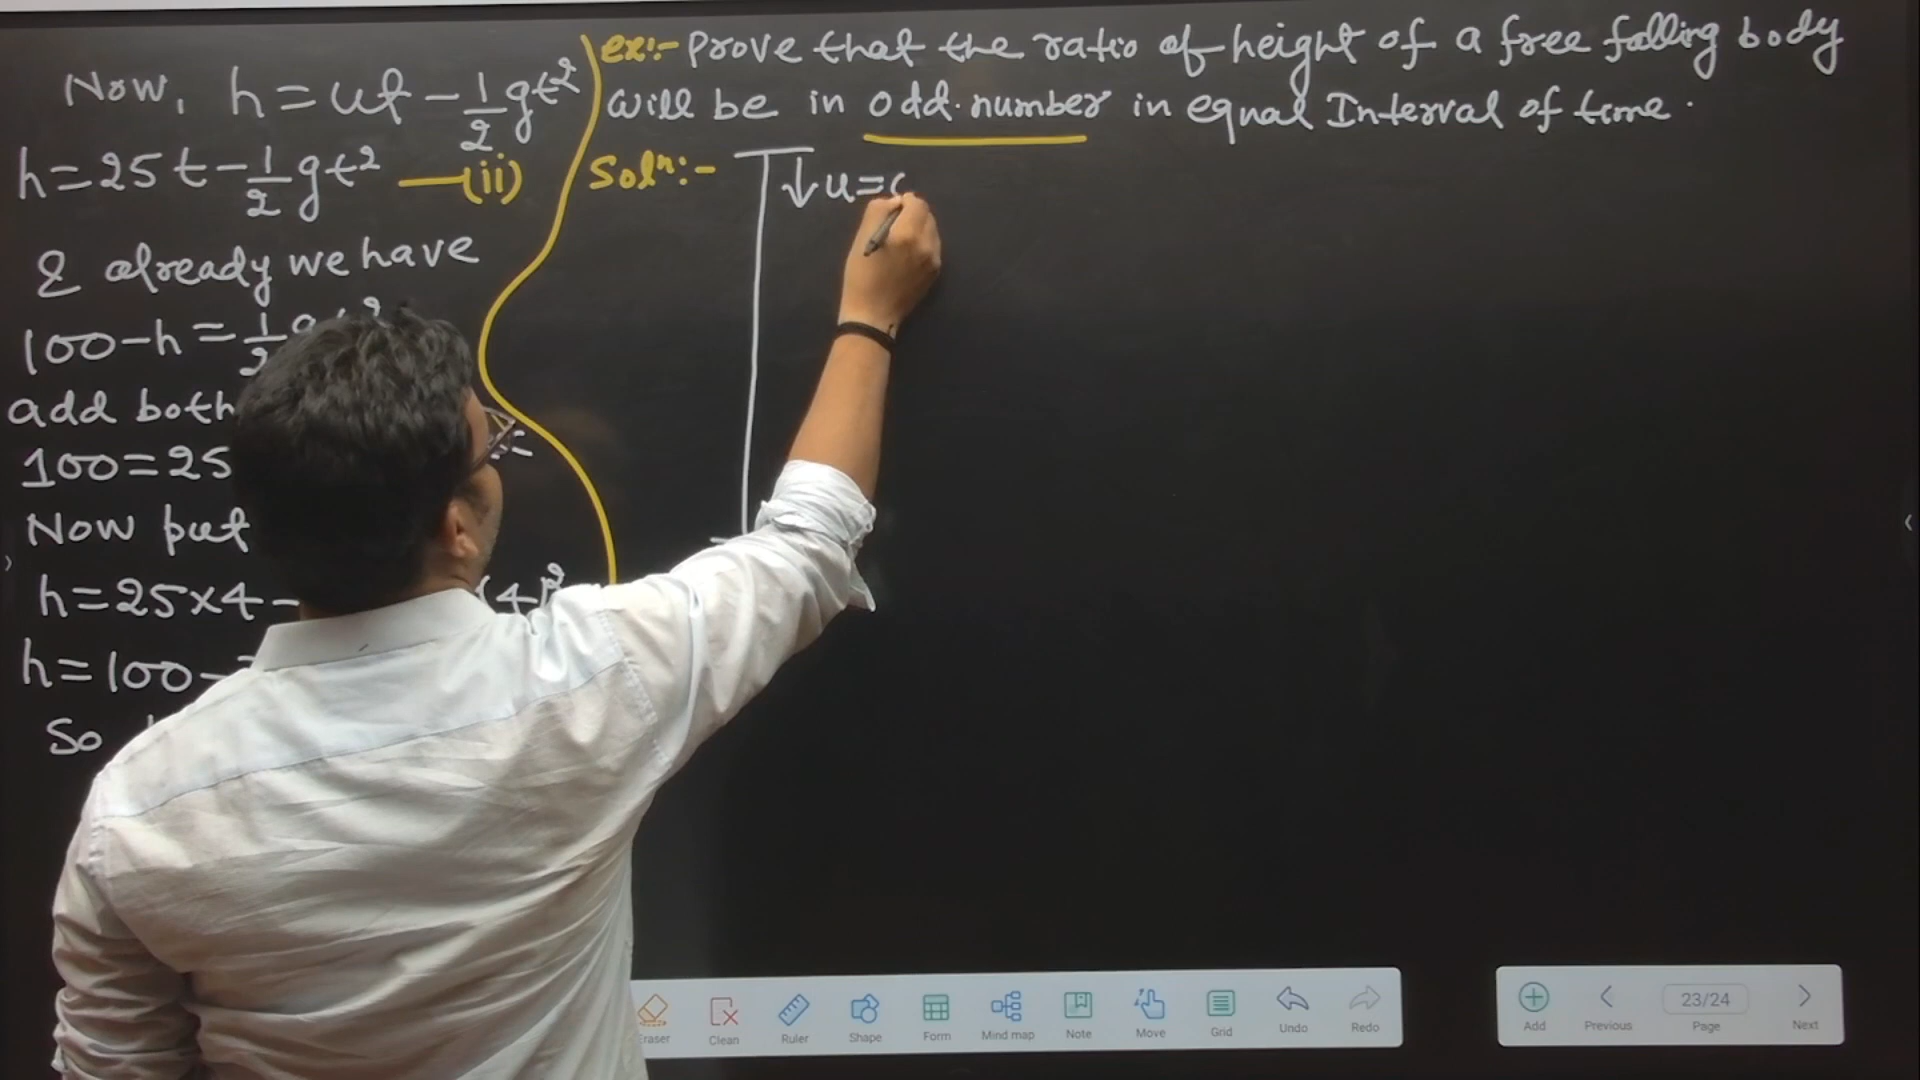 Now, h=ut-1/2gt²
h=25t-1/2gt² —(ii)
& already we have
100-h=1/2
add both
100=25
Now put
h=25×4- (4)²
h=100-
So
ex:- Prove that the ratio of height of a free falling body
will be in odd. number in equal Interval of time.
Solⁿ:- ↓u=
Eraser
Clean
Ruler
Shape
Form
Mind map
Note
Move
Grid
Undo
Redo
Add
Previous
23/24
Page
Next